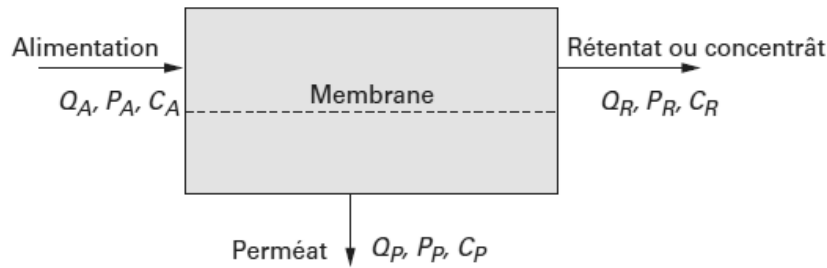 Alimentation
Rétentat ou concentrât
Membrane
Q_A, P_A, C_A
Q_R, P_R, C_R
Perméat
Q_P, P_P, C_P